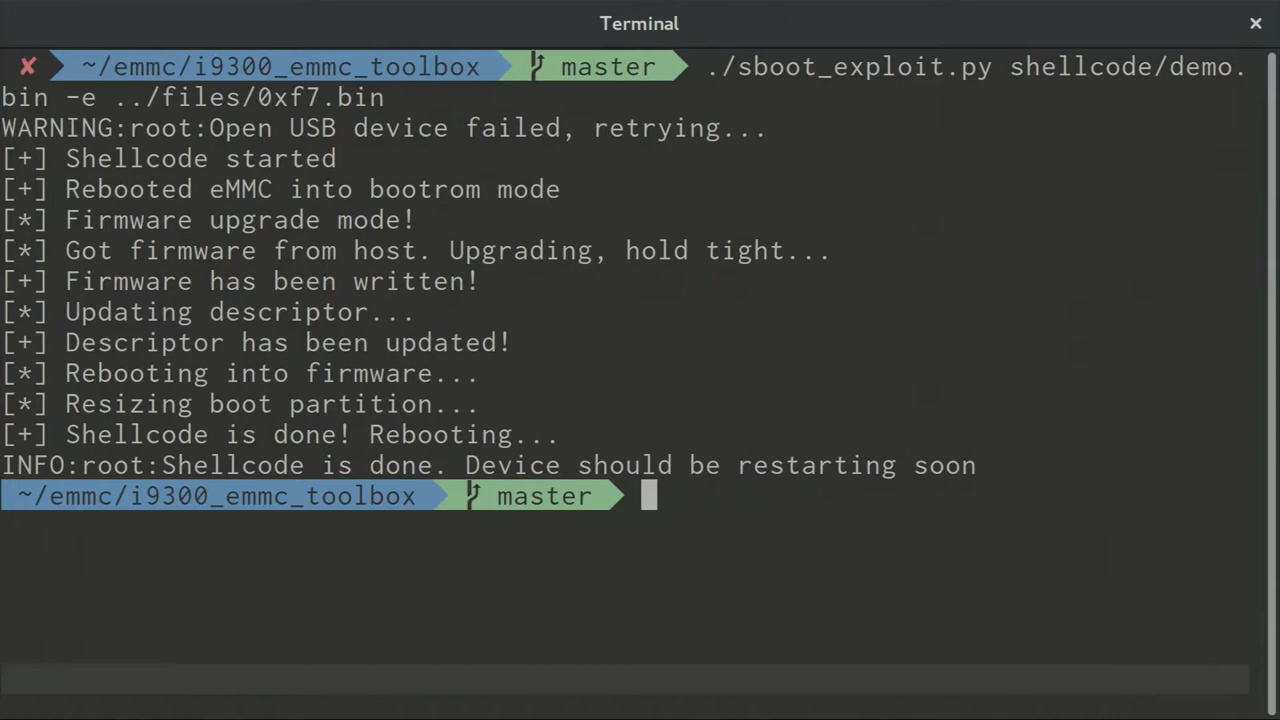 Terminal
✘ ~/emmc/i9300_emmc_toolbox master ./sboot_exploit.py shellcode/demo.
bin -e ../files/0xf7.bin
WARNING:root:Open USB device failed, retrying...
[+] Shellcode started
[+] Rebooted eMMC into bootrom mode
[*] Firmware upgrade mode!
[*] Got firmware from host. Upgrading, hold tight...
[+] Firmware has been written!
[*] Updating descriptor...
[+] Descriptor has been updated!
[*] Rebooting into firmware...
[*] Resizing boot partition...
[+] Shellcode is done! Rebooting...
INFO:root:Shellcode is done. Device should be restarting soon
~/emmc/i9300_emmc_toolbox master